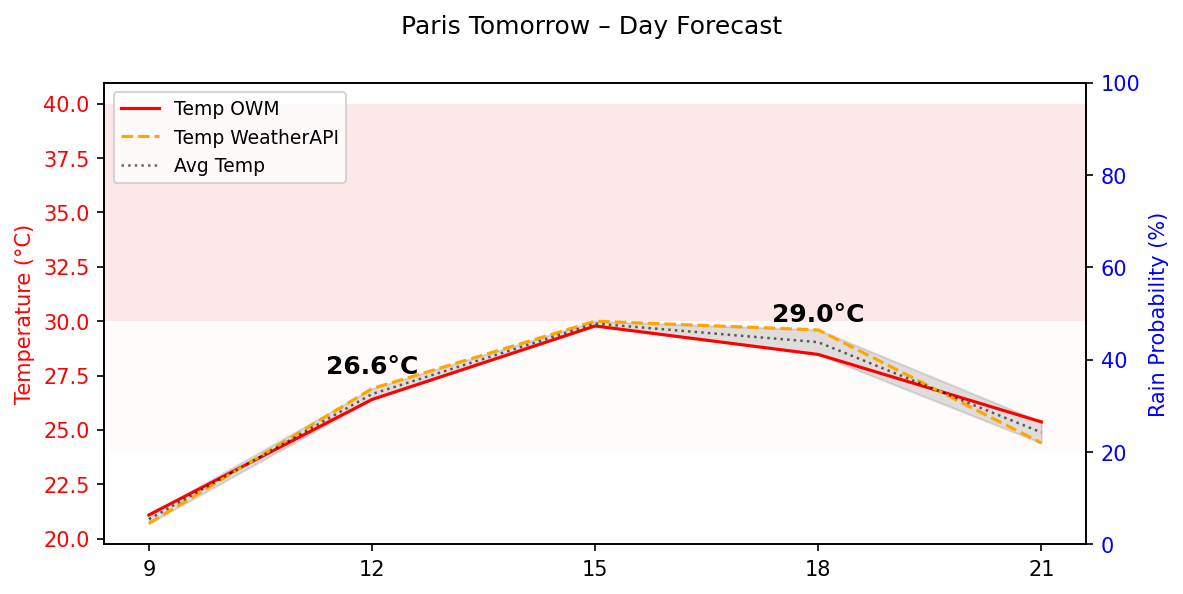 Paris Tomorrow – Day Forecast
Temp OWM
Temp WeatherAPI
Avg Temp
Temperature (°C)
40.0
37.5
35.0
32.5
30.0
27.5
25.0
22.5
20.0
26.6°C
29.0°C
100
80
60
40
20
0
Rain Probability (%)
9 12 15 18 21